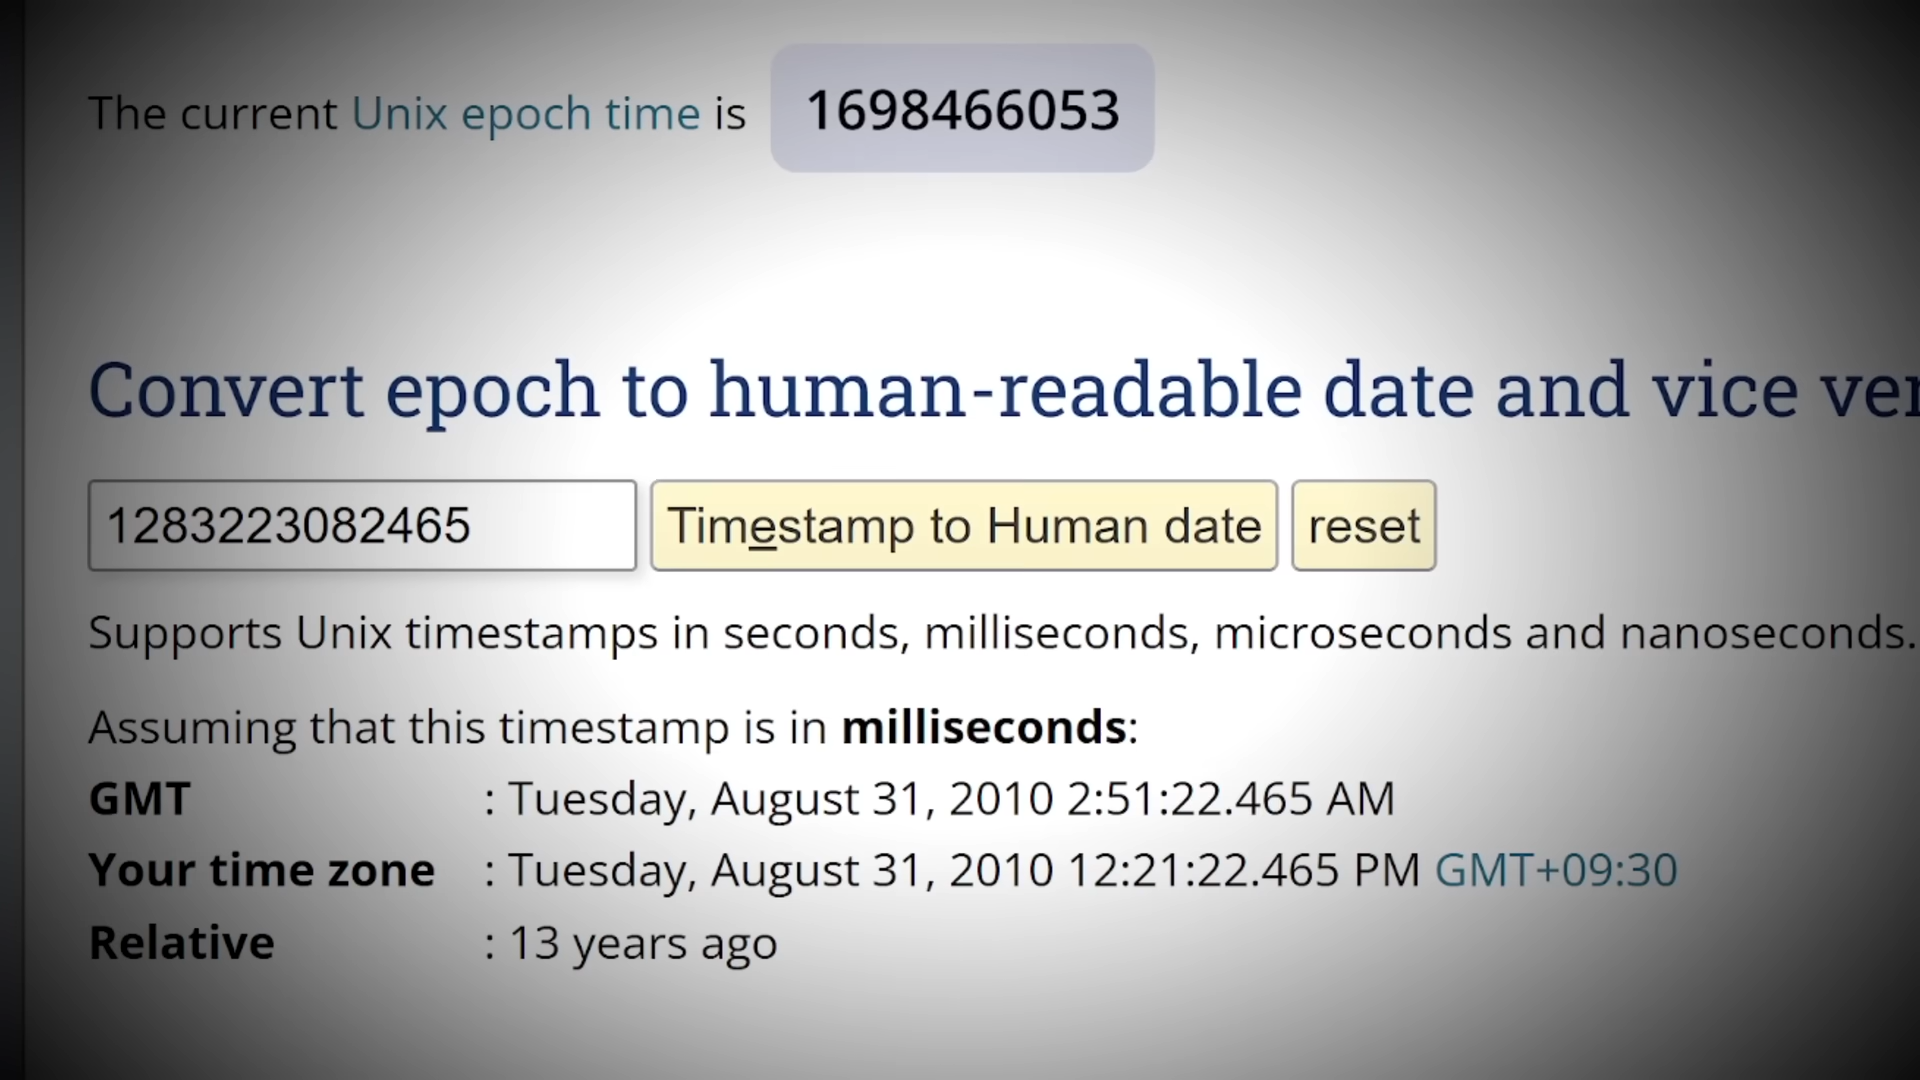 The current Unix epoch time is 1698466053
Convert epoch to human-readable date and vice ver
1283223082465 Timestamp to Human date reset
Supports Unix timestamps in seconds, milliseconds, microseconds and nanoseconds.
Assuming that this timestamp is in milliseconds:
GMT : Tuesday, August 31, 2010 2:51:22.465 AM
Your time zone : Tuesday, August 31, 2010 12:21:22.465 PM GMT+09:30
Relative : 13 years ago